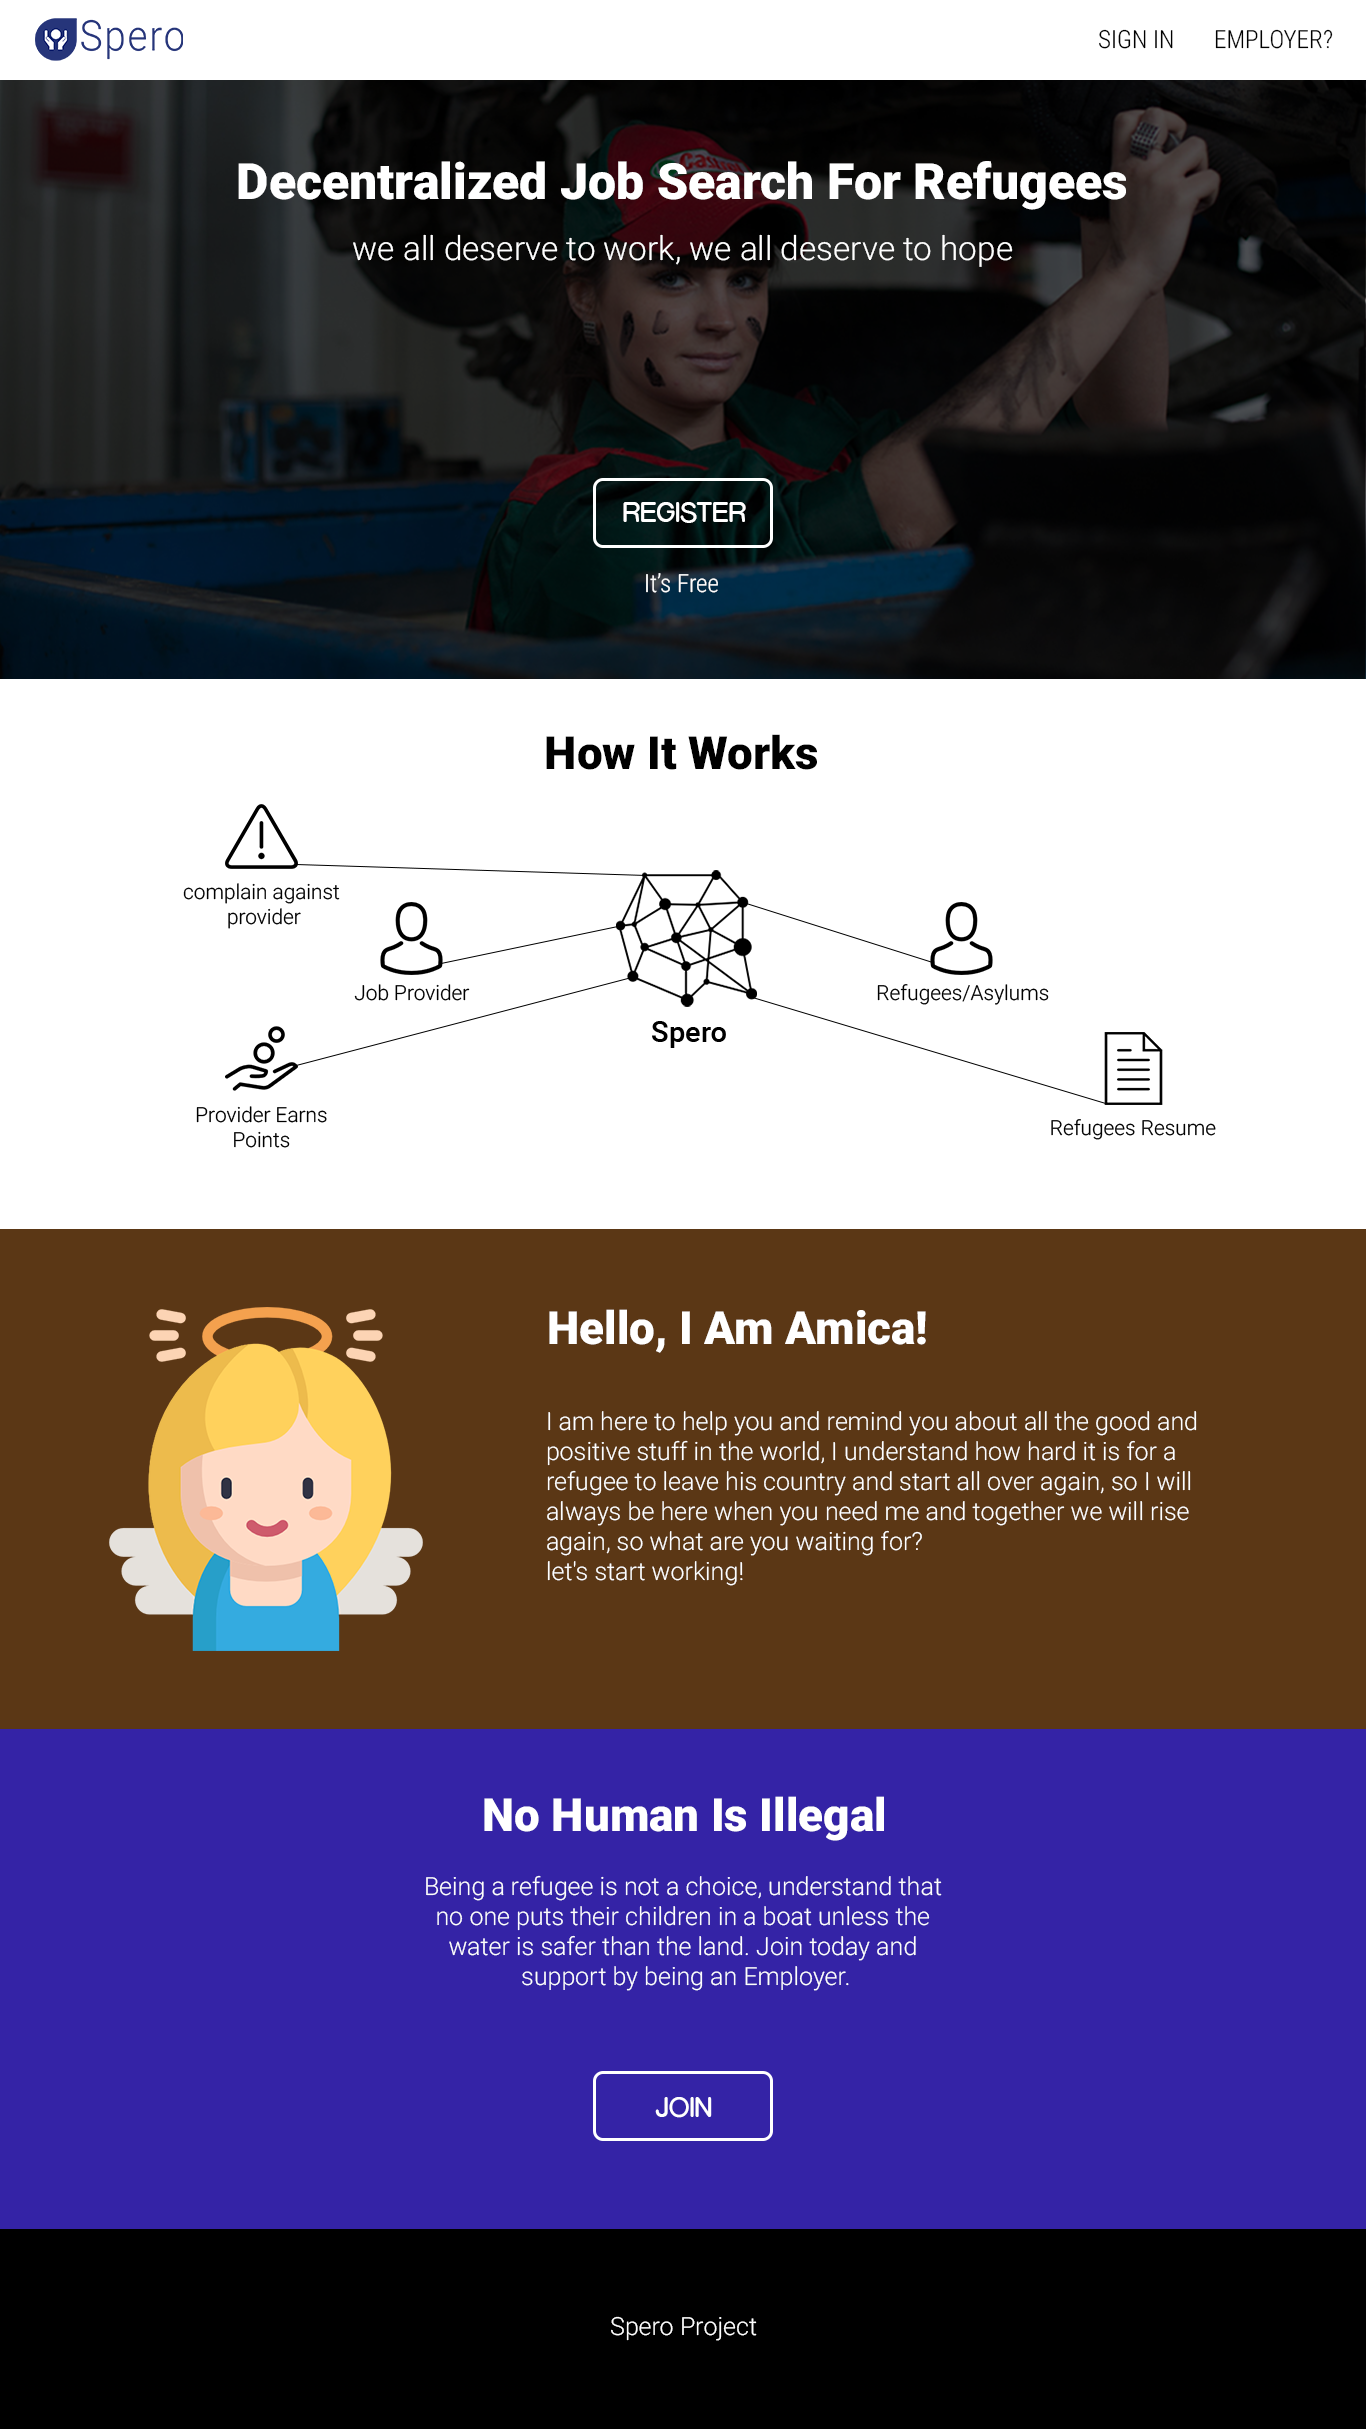 Spero
SIGN IN
EMPLOYER?
Decentralized Job Search For Refugees
we all deserve to work, we all deserve to hope
REGISTER
It's Free
How It Works
complain against
provider
Job Provider
Provider Earns
Points
Spero
Refugees/Asylums
Refugees Resume
Hello, I Am Amica!
I am here to help you and remind you about all the good and
positive stuff in the world, I understand how hard it is for a
refugee to leave his country and start all over again, so I will
always be here when you need me and together we will rise
again, so what are you waiting for?
let's start working!
No Human Is Illegal
Being a refugee is not a choice, understand that
no one puts their children in a boat unless the
water is safer than the land. Join today and
support by being an Employer.
JOIN
Spero Project